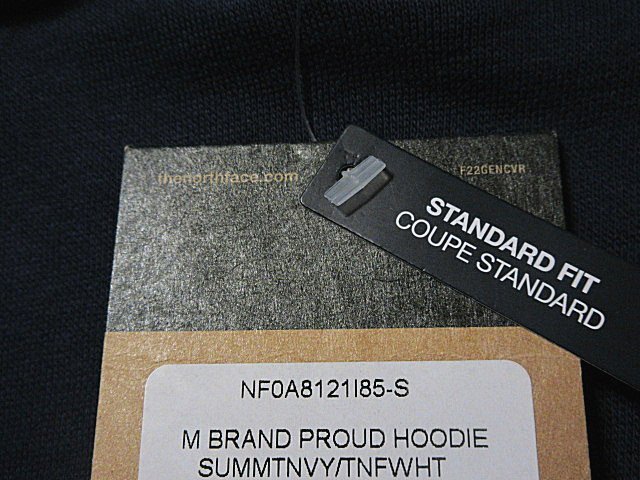 thenorthface.com
F22GENCVR
STANDARD FIT
COUPE STANDARD
NF0A8121I85-S
M BRAND PROUD HOODIE
SUMMTNVY/TNFWHT